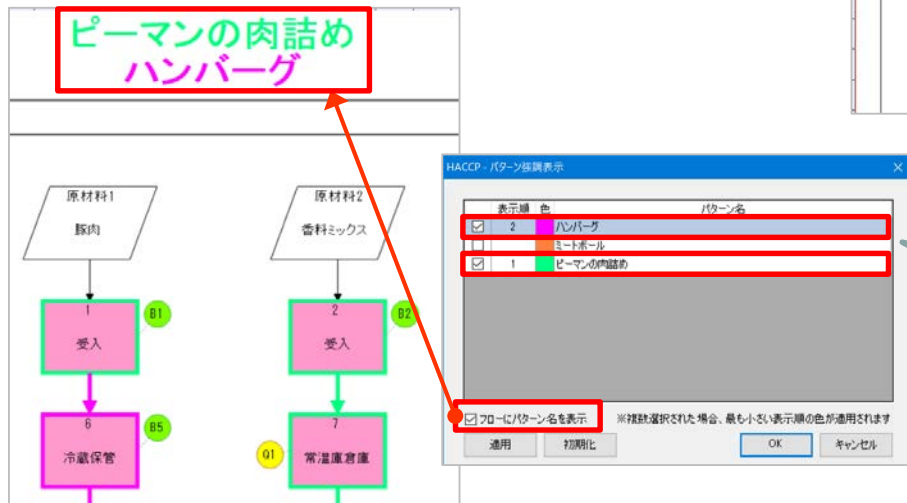 ピーマンの肉詰め
ハンバーグ
原材料1
豚肉
原材料2
香料ミックス
1
受入
B1
2
受入
B2
6
冷蔵保管
B5
7
常温庫倉庫
Q1
HACCP - パターン強調表示
表示順 色 パターン名
2 ハンバーグ
ミートボール
1 ピーマンの肉詰め
フローにパターン名を表示 ※複数選択された場合、最も小さい表示順の色が適用されます
適用 初期化 OK キャンセル